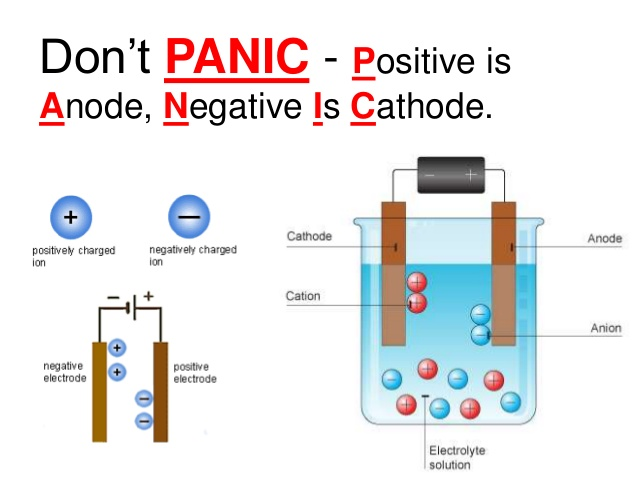 Don't PANIC - Positive is
Anode, Negative Is Cathode.
+
−
positively charged
ion
negatively charged
ion
− +
negative
electrode
positive
electrode
+
+
−
−
− +
Cathode
Anode
Cation
Anion
+
+
−
−
+
−
+
−
+
−
+
−
Electrolyte
solution